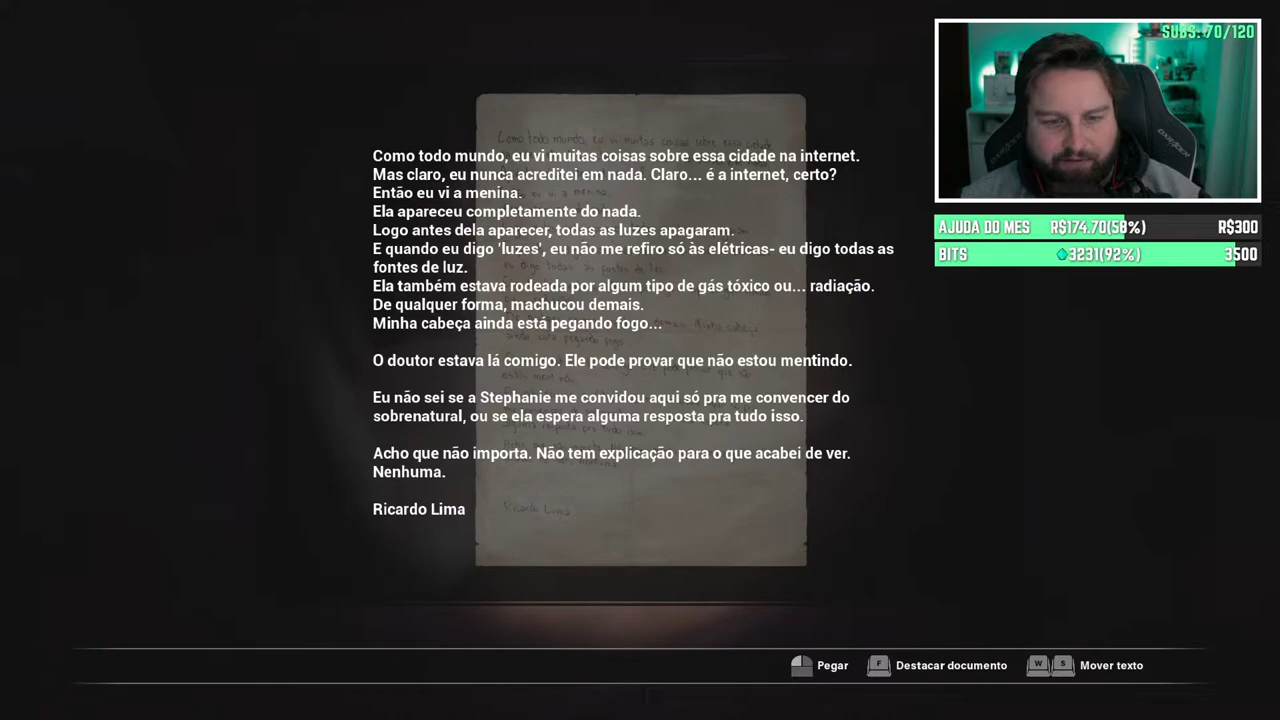 SUBS: 70/120
AJUDA DO MES R$174.70(58%) R$300
BITS 3231(92%) 3500
Como todo mundo, eu vi muitas coisas sobre essa cidade na internet.
Mas claro, eu nunca acreditei em nada. Claro... é a internet, certo?
Então eu vi a menina.
Ela apareceu completamente do nada.
Logo antes dela aparecer, todas as luzes apagaram.
E quando eu digo 'luzes', eu não me refiro só às elétricas- eu digo todas as
fontes de luz.
Ela também estava rodeada por algum tipo de gás tóxico ou... radiação.
De qualquer forma, machucou demais.
Minha cabeça ainda está pegando fogo...
O doutor estava lá comigo. Ele pode provar que não estou mentindo.
Eu não sei se a Stephanie me convidou aqui só pra me convencer do
sobrenatural, ou se ela espera alguma resposta pra tudo isso.
Acho que não importa. Não tem explicação para o que acabei de ver.
Nenhuma.
Ricardo Lima
Ricardo Lima
Pegar F Destacar documento W S Mover texto